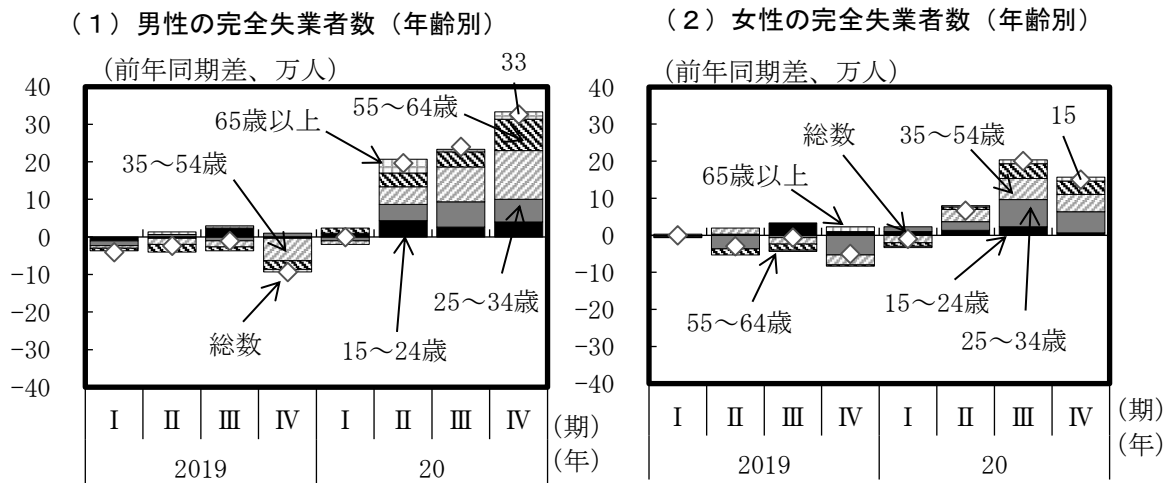 (1)男性の完全失業者数(年齢別)
(前年同期差、万人)
40
30
20
10
0
-10
-20
-30
-40
33
55~64歳
65歳以上
35~54歳
総数
15~24歳
25~34歳
Ⅰ Ⅱ Ⅲ Ⅳ Ⅰ Ⅱ Ⅲ Ⅳ (期)
2019 20 (年)
(2)女性の完全失業者数(年齢別)
(前年同期差、万人)
40
30
20
10
0
-10
-20
-30
-40
15
35~54歳
総数
65歳以上
55~64歳
15~24歳
25~34歳
Ⅰ Ⅱ Ⅲ Ⅳ Ⅰ Ⅱ Ⅲ Ⅳ (期)
2019 20 (年)